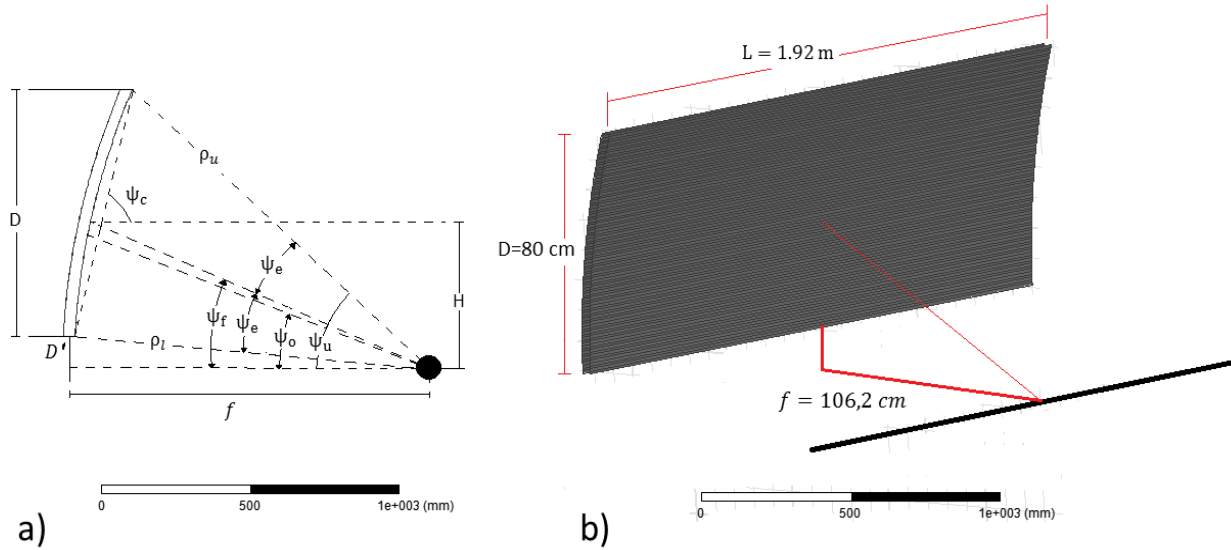 D
D'
ρᵤ
ψc
ψe
ψf
ψe
ψo
ψu
H
ρₗ
f
0
500
1e+003 (mm)
a)
L = 1.92 m
D=80 cm
f = 106,2 cm
0
500
1e+003 (mm)
b)